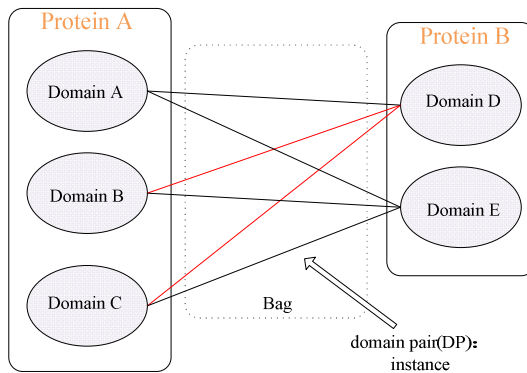 Protein A
Protein B
Domain A
Domain D
Domain B
Domain E
Domain C
Bag
domain pair(DP)：
instance